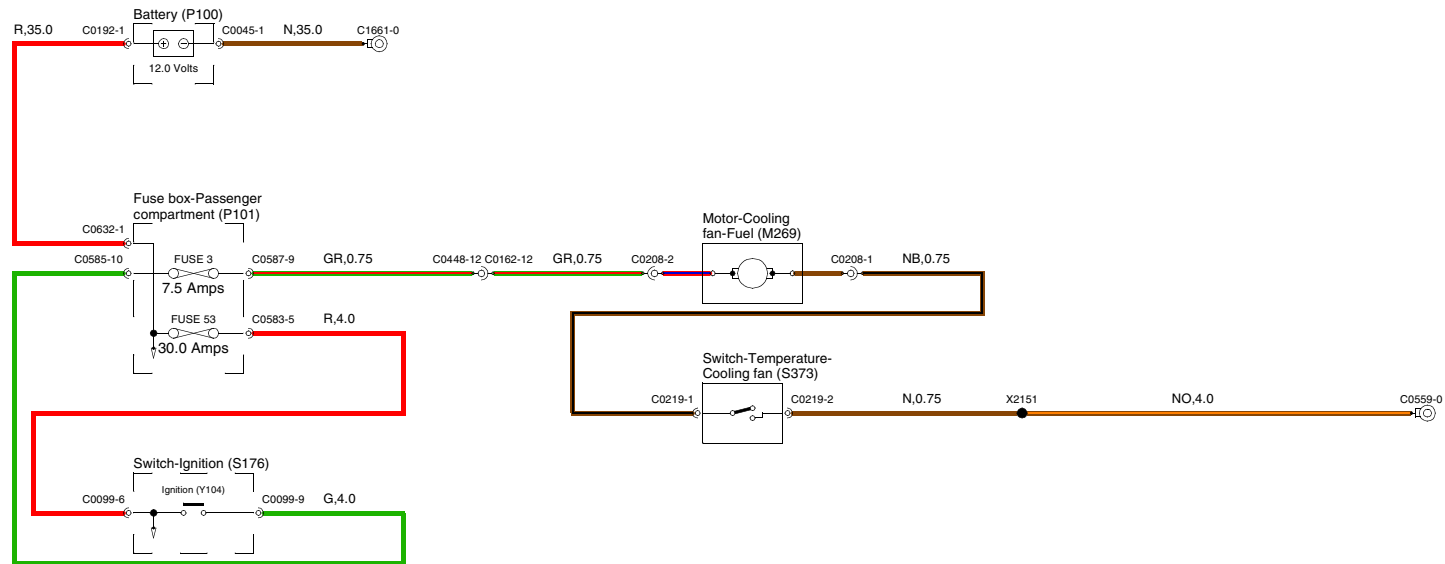 Battery (P100)
R,35.0
C0192-1
C0045-1
N,35.0
C1661-0
12.0 Volts
Fuse box-Passenger
compartment (P101)
C0632-1
C0585-10
FUSE 3
C0587-9
GR,0.75
C0448-12
C0162-12
GR,0.75
C0208-2
7.5 Amps
Motor-Cooling
fan-Fuel (M269)
C0208-1
NB,0.75
FUSE 53
C0583-5
R,4.0
30.0 Amps
Switch-Temperature-
Cooling fan (S373)
C0219-1
C0219-2
N,0.75
X2151
NO,4.0
C0559-0
Switch-Ignition (S176)
Ignition (Y104)
C0099-6
C0099-9
G,4.0